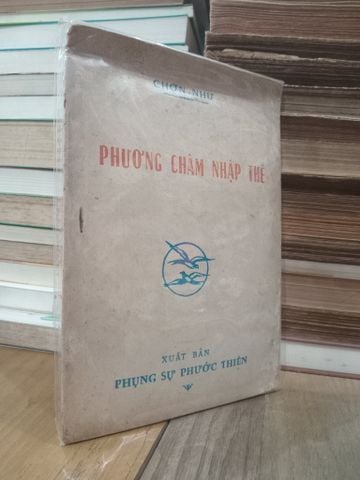 CHƠN-NHƯ
PHƯƠNG CHÂM NHẬP THẾ
XUẤT BẢN
PHỤNG SỰ PHƯỚC THIỆN